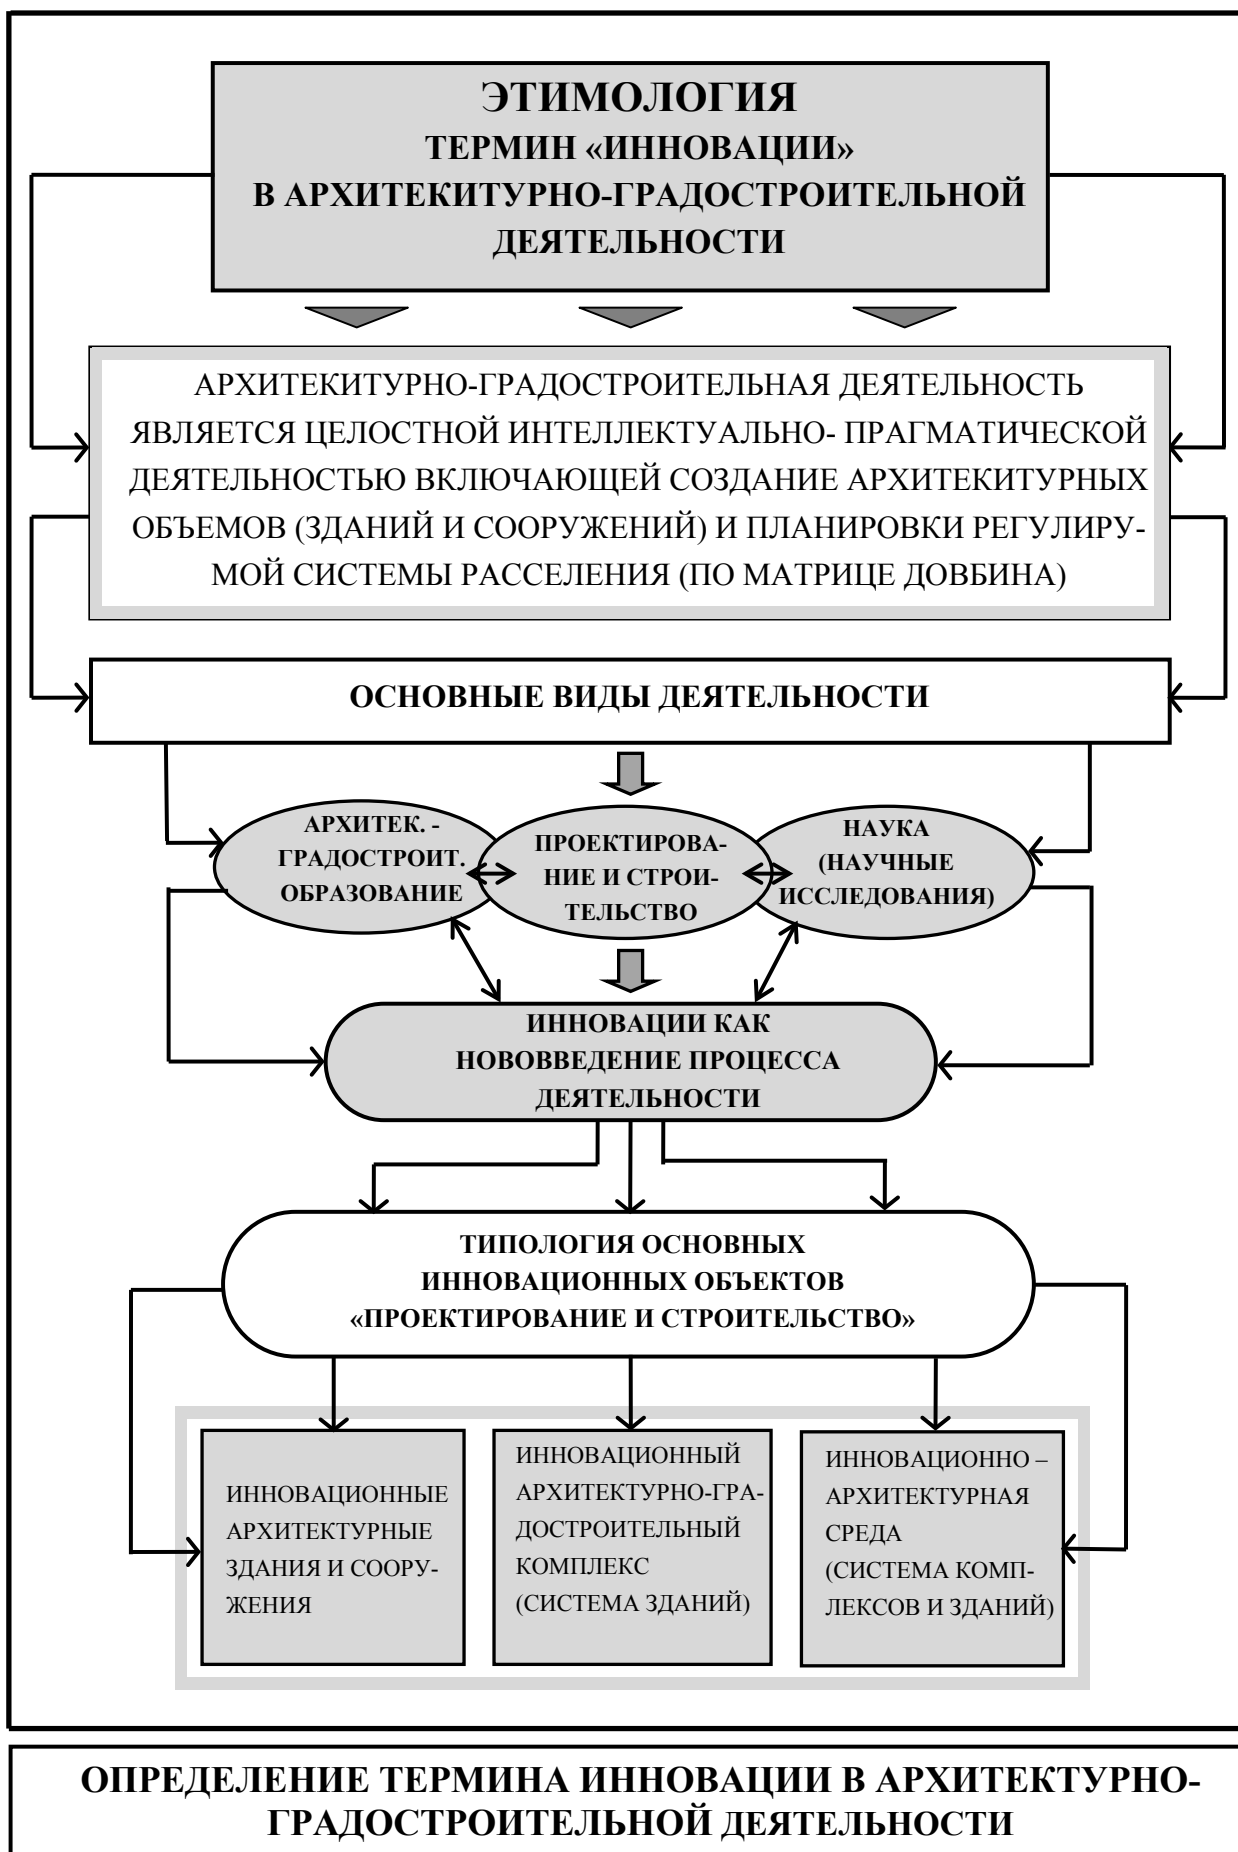 ЭТИМОЛОГИЯ
ТЕРМИН «ИННОВАЦИИ»
В АРХИТЕКИТУРНО-ГРАДОСТРОИТЕЛЬНОЙ
ДЕЯТЕЛЬНОСТИ
АРХИТЕКИТУРНО-ГРАДОСТРОИТЕЛЬНАЯ ДЕЯТЕЛЬНОСТЬ
ЯВЛЯЕТСЯ ЦЕЛОСТНОЙ ИНТЕЛЛЕКТУАЛЬНО- ПРАГМАТИЧЕСКОЙ
ДЕЯТЕЛЬНОСТЬЮ ВКЛЮЧАЮЩЕЙ СОЗДАНИЕ АРХИТЕКИТУРНЫХ
ОБЪЕМОВ (ЗДАНИЙ И СООРУЖЕНИЙ) И ПЛАНИРОВКИ РЕГУЛИРУ-
МОЙ СИСТЕМЫ РАССЕЛЕНИЯ (ПО МАТРИЦЕ ДОВБИНА)
ОСНОВНЫЕ ВИДЫ ДЕЯТЕЛЬНОСТИ
АРХИТЕК. -
ГРАДОСТРОИТ.
ОБРАЗОВАНИЕ
ПРОЕКТИРОВА-
НИЕ И СТРОИ-
ТЕЛЬСТВО
НАУКА
(НАУЧНЫЕ
ИССЛЕДОВАНИЯ)
ИННОВАЦИИ КАК
НОВОВВЕДЕНИЕ ПРОЦЕССА
ДЕЯТЕЛЬНОСТИ
ТИПОЛОГИЯ ОСНОВНЫХ
ИННОВАЦИОННЫХ ОБЪЕКТОВ
«ПРОЕКТИРОВАНИЕ И СТРОИТЕЛЬСТВО»
ИННОВАЦИОННЫЕ
АРХИТЕКТУРНЫЕ
ЗДАНИЯ И СООРУ-
ЖЕНИЯ
ИННОВАЦИОННЫЙ
АРХИТЕКТУРНО-ГРА-
ДОСТРОИТЕЛЬНЫЙ
КОМПЛЕКС
(СИСТЕМА ЗДАНИЙ)
ИННОВАЦИОННО –
АРХИТЕКТУРНАЯ
СРЕДА
(СИСТЕМА КОМП-
ЛЕКСОВ И ЗДАНИЙ)
ОПРЕДЕЛЕНИЕ ТЕРМИНА ИННОВАЦИИ В АРХИТЕКТУРНО-
ГРАДОСТРОИТЕЛЬНОЙ ДЕЯТЕЛЬНОСТИ